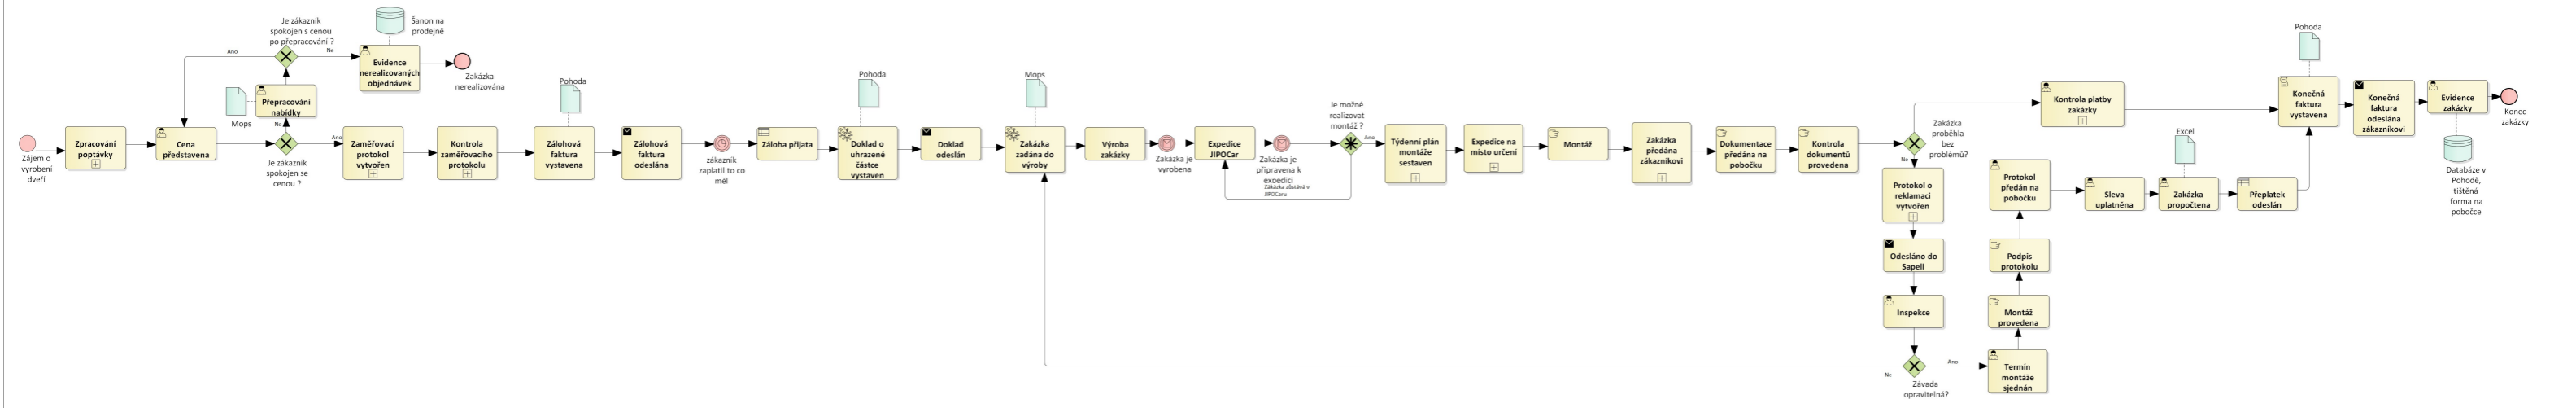 Je zákazník
spokojen s cenou
po přepracování ?
Šanon na
prodejně
Ano
Ne
Evidence
nerealizovaných
objednávek
Zakázka
nerealizována
Mops
Přepracování
nabídky
Ne
Zájem o
vyrobení
dveří
Zpracování
poptávky
Cena
představena
Je zákazník
spokojen se
cenou ?
Ano
Zaměřovací
protokol
vytvořen
Kontrola
zaměřovacího
protokolu
Pohoda
Zálohová
faktura
vystavena
Zálohová
faktura
odeslána
zákazník
zaplatil to co
měl
Záloha přijata
Pohoda
Doklad o
uhrazené
částce
vystaven
Doklad
odeslán
Mops
Zakázka
zadána do
výroby
Výroba
zakázky
Zakázka je
vyrobena
Expedice
JIPOCar
Zakázka je
připravena k
expedici
Zakázka zůstává v
JIPOCaru
Je možné
realizovat
montáž ?
Ano
Týdenní plán
montáže
sestaven
Expedice na
místo určení
Montáž
Zakázka
předána
zákazníkovi
Dokumentace
předána na
pobočku
Kontrola
dokumentů
provedena
Zakázka
proběhla
bez
problémů?
Ne
Kontrola platby
zakázky
Protokol o
reklamaci
vytvořen
Odesláno do
Sapeli
Inspekce
Závada
opravitelná?
Ne
Ano
Termín
montáže
sjednán
Montáž
provedena
Podpis
protokolu
Protokol
předán na
pobočku
Sleva
uplatněna
Excel
Zakázka
propočtena
Přeplatek
odeslán
Pohoda
Konečná
faktura
vystavena
Konečná
faktura
odeslána
zákazníkovi
Evidence
zakázky
Databáze v
Pohodě,
tištěná
forma na
pobočce
Konec
zakázky